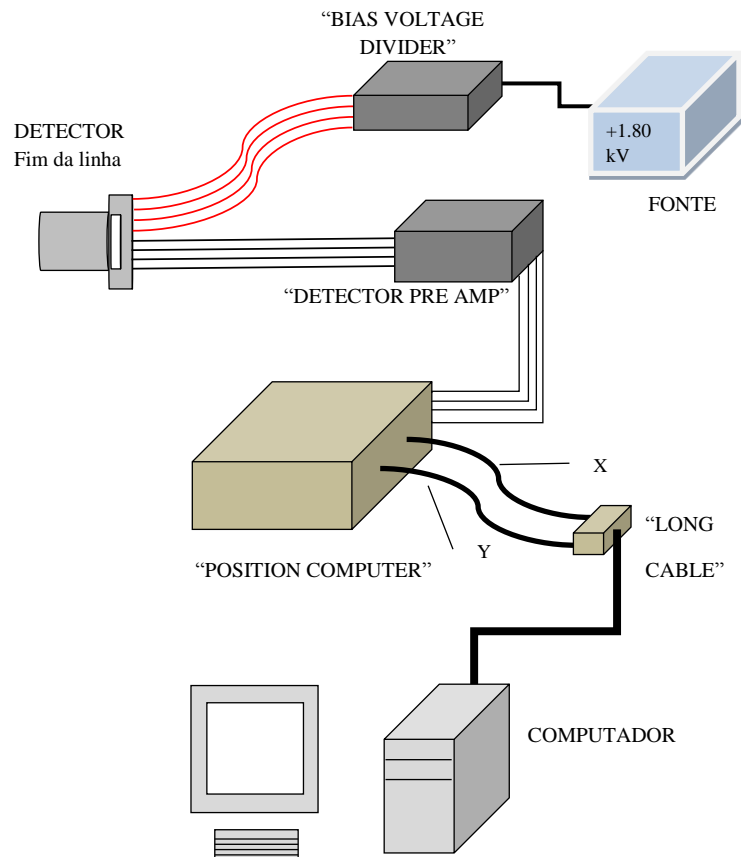 “BIAS VOLTAGE
DIVIDER”
DETECTOR
Fim da linha
+1.80
kV
FONTE
“DETECTOR PRE AMP”
X
“LONG
CABLE”
Y
“POSITION COMPUTER”
COMPUTADOR